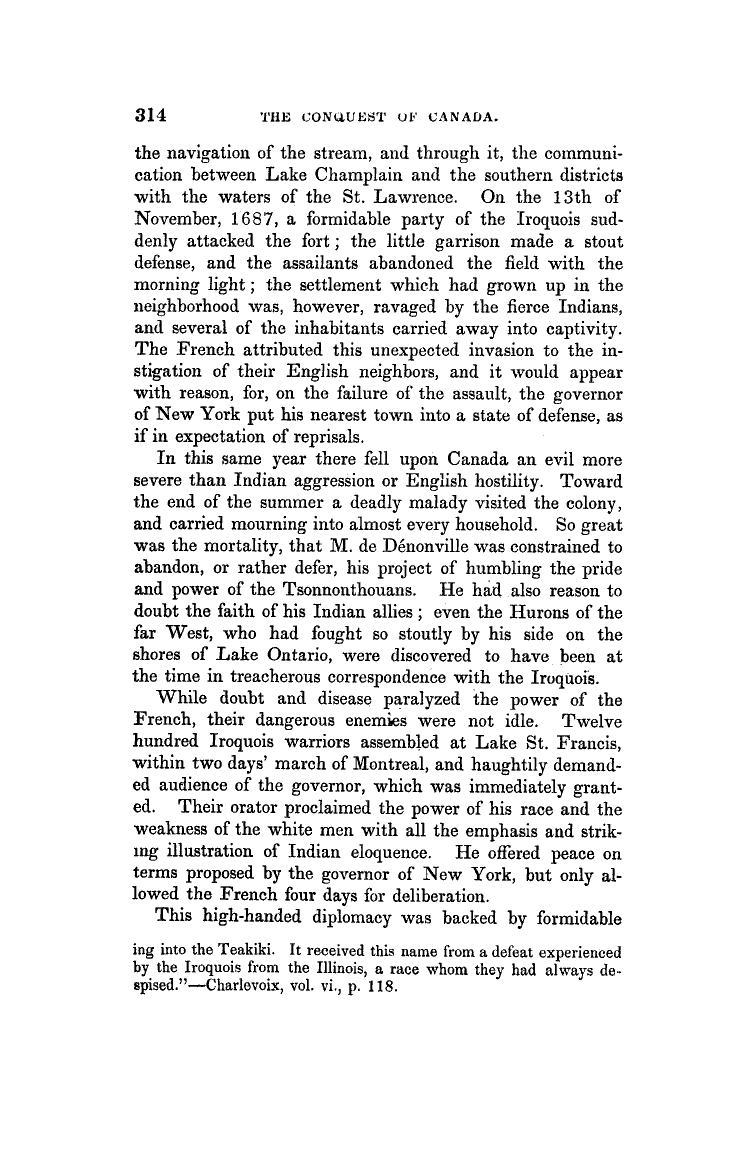 314 THE CONQUEST OF CANADA.
the navigation of the stream, and through it, the communi-
cation between Lake Champlain and the southern districts
with the waters of the St. Lawrence. On the 13th of
November, 1687, a formidable party of the Iroquois sud-
denly attacked the fort; the little garrison made a stout
defense, and the assailants abandoned the field with the
morning light; the settlement which had grown up in the
neighborhood was, however, ravaged by the fierce Indians,
and several of the inhabitants carried away into captivity.
The French attributed this unexpected invasion to the in-
stigation of their English neighbors, and it would appear
with reason, for, on the failure of the assault, the governor
of New York put his nearest town into a state of defense, as
if in expectation of reprisals.
In this same year there fell upon Canada an evil more
severe than Indian aggression or English hostility. Toward
the end of the summer a deadly malady visited the colony,
and carried mourning into almost every household. So great
was the mortality, that M. de Dénonville was constrained to
abandon, or rather defer, his project of humbling the pride
and power of the Tsonnonthouans. He had also reason to
doubt the faith of his Indian allies; even the Hurons of the
far West, who had fought so stoutly by his side on the
shores of Lake Ontario, were discovered to have been at
the time in treacherous correspondence with the Iroquois.
While doubt and disease paralyzed the power of the
French, their dangerous enemies were not idle. Twelve
hundred Iroquois warriors assembled at Lake St. Francis,
within two days' march of Montreal, and haughtily demand-
ed audience of the governor, which was immediately grant-
ed. Their orator proclaimed the power of his race and the
weakness of the white men with all the emphasis and strik-
ing illustration of Indian eloquence. He offered peace on
terms proposed by the governor of New York, but only al-
lowed the French four days for deliberation.
This high-handed diplomacy was backed by formidable
ing into the Teakiki. It received this name from a defeat experienced
by the Iroquois from the Illinois, a race whom they had always de-
spised."—Charlevoix, vol. vi., p. 118.